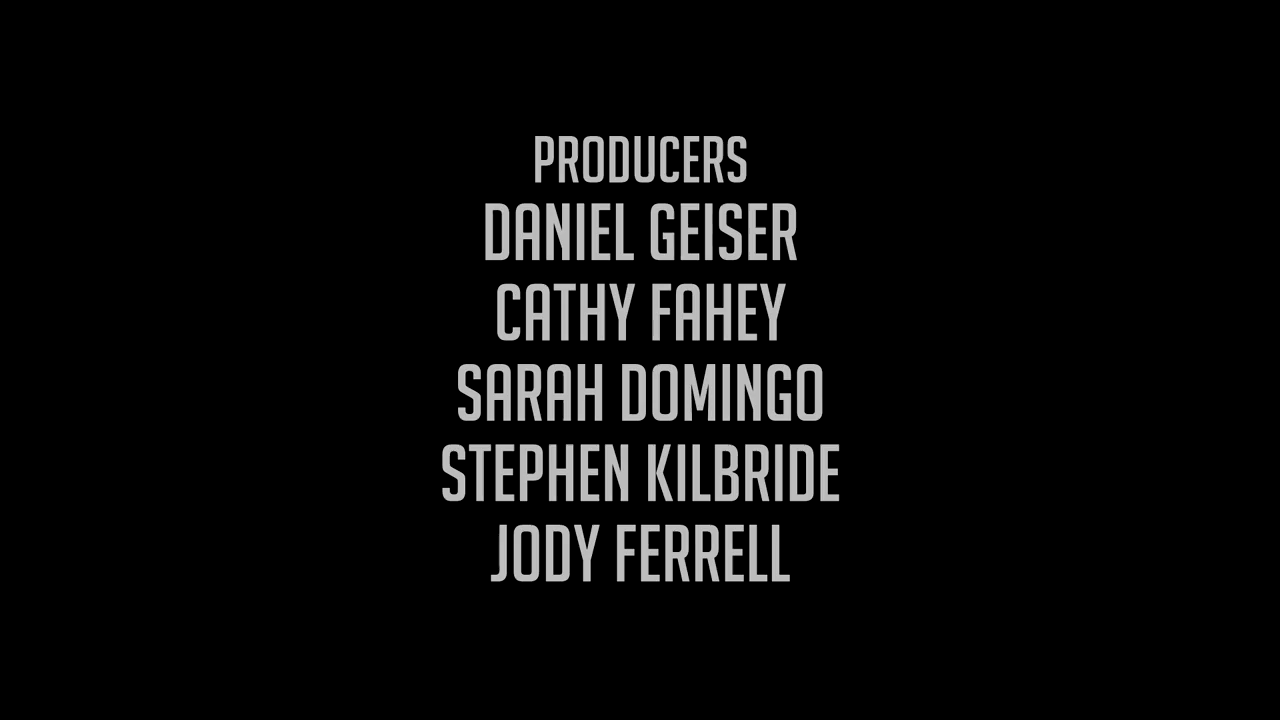 PRODUCERS
DANIEL GEISER
CATHY FAHEY
SARAH DOMINGO
STEPHEN KILBRIDE
JODY FERRELL